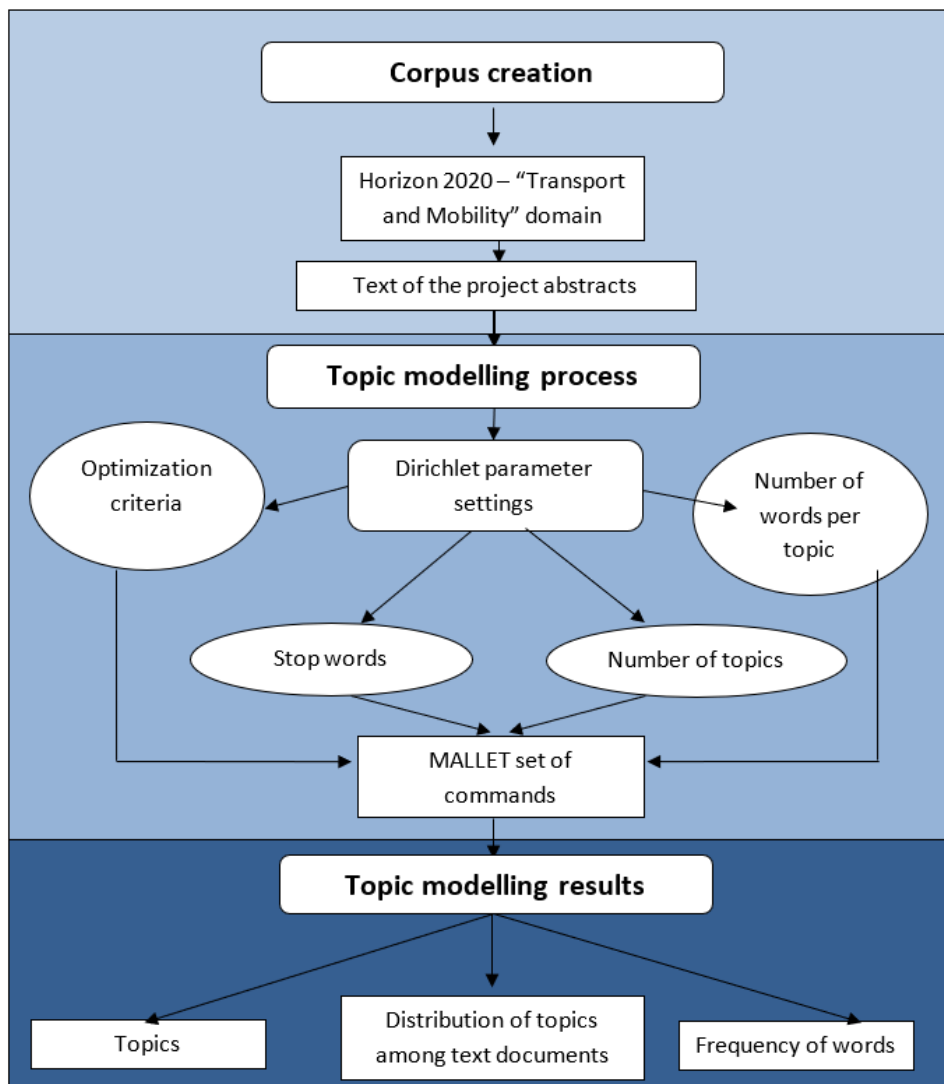 Corpus creation
Horizon 2020 – “Transport
and Mobility” domain
Text of the project abstracts
Topic modelling process
Optimization
criteria
Dirichlet parameter
settings
Number of
words per
topic
Stop words
Number of topics
MALLET set of
commands
Topic modelling results
Topics
Distribution of topics
among text documents
Frequency of words